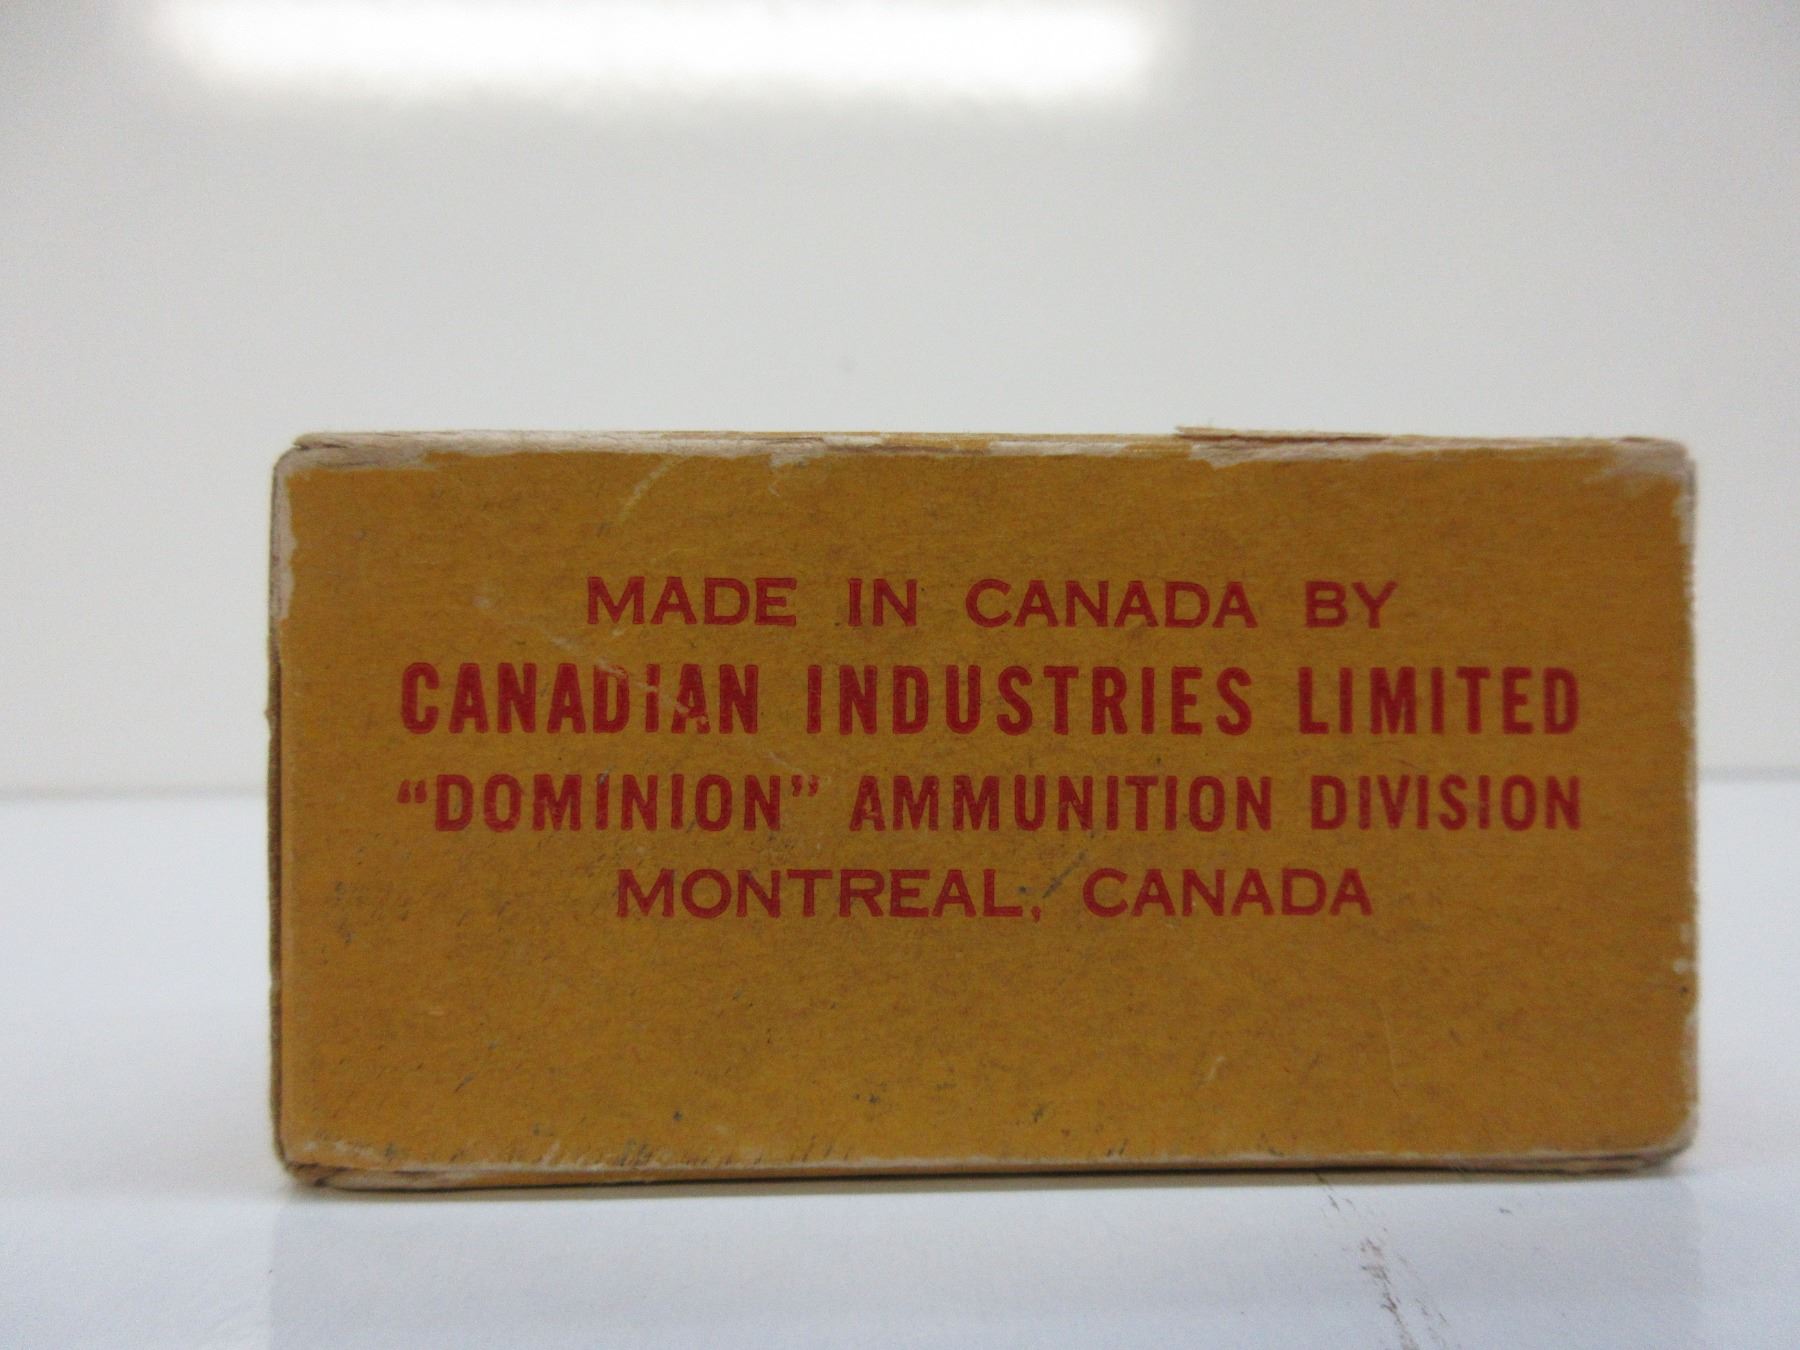 MADE IN CANADA BY
CANADIAN INDUSTRIES LIMITED
“DOMINION” AMMUNITION DIVISION
MONTREAL, CANADA